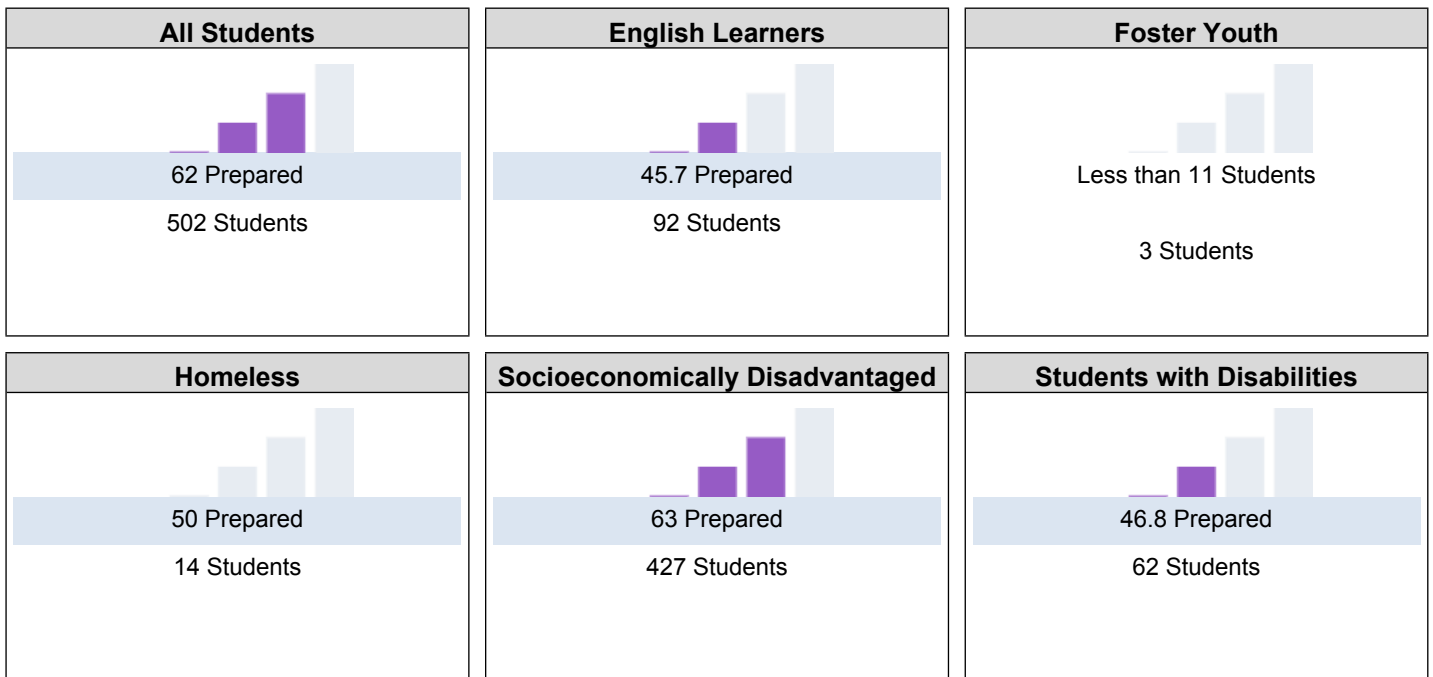 All Students
62 Prepared
502 Students
English Learners
45.7 Prepared
92 Students
Foster Youth
Less than 11 Students
3 Students
Homeless
50 Prepared
14 Students
Socioeconomically Disadvantaged
63 Prepared
427 Students
Students with Disabilities
46.8 Prepared
62 Students